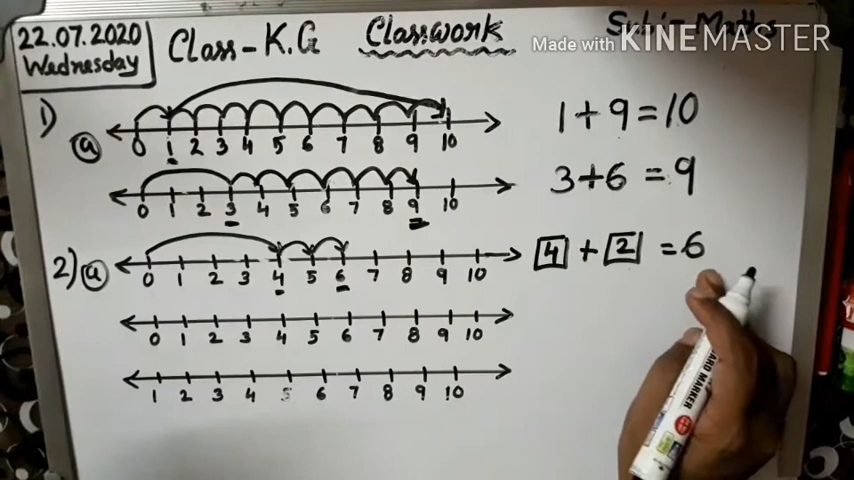 22.07.2020
Wednesday
Class - K.G
Classwork
Sub:- Maths
Made with KINEMASTER
1)
a
0 1 2 3 4 5 6 7 8 9 10
1 + 9 = 10
0 1 2 3 4 5 6 7 8 9 10
3 + 6 = 9
2) a
0 1 2 3 4 5 6 7 8 9 10
4 + 2 = 6
0 1 2 3 4 5 6 7 8 9 10
1 2 3 4 5 6 7 8 9 10
MARKER